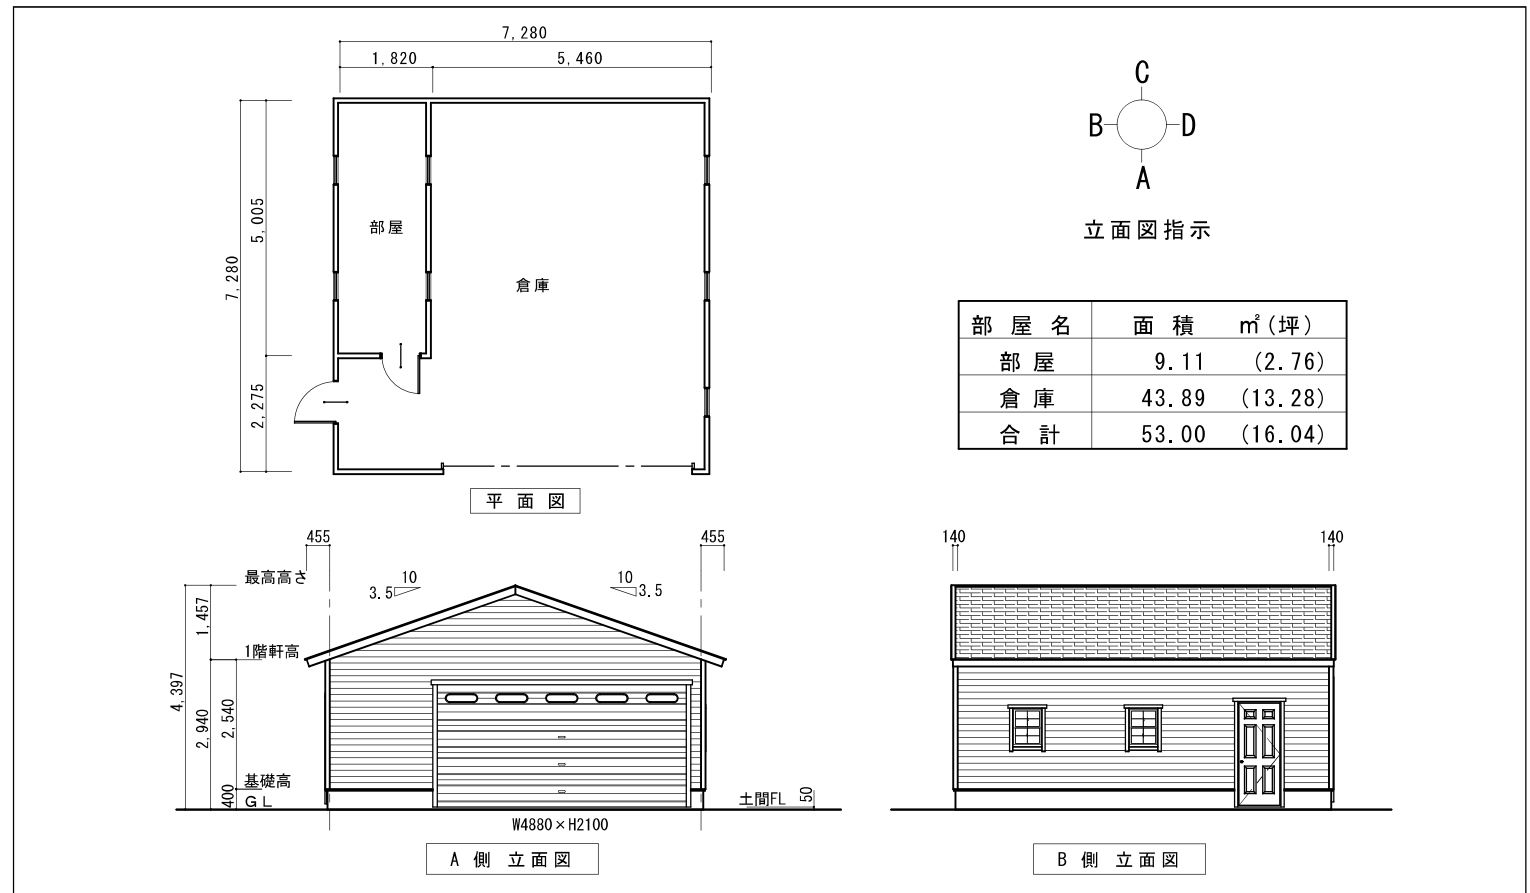 7,280
1,820 5,460
7,280
5,005
2,275
部屋
倉庫
平面図
C
B D
A
立面図指示
部屋名 面積 ㎡(坪)
部屋 9.11 (2.76)
倉庫 43.89 (13.28)
合計 53.00 (16.04)
455 455
最高高さ
10
3.5
10
3.5
1,457
1階軒高
4,397
2,940
2,540
基礎高
400
GL
土間FL 50
W4880×H2100
A側 立面図
140 140
B側 立面図